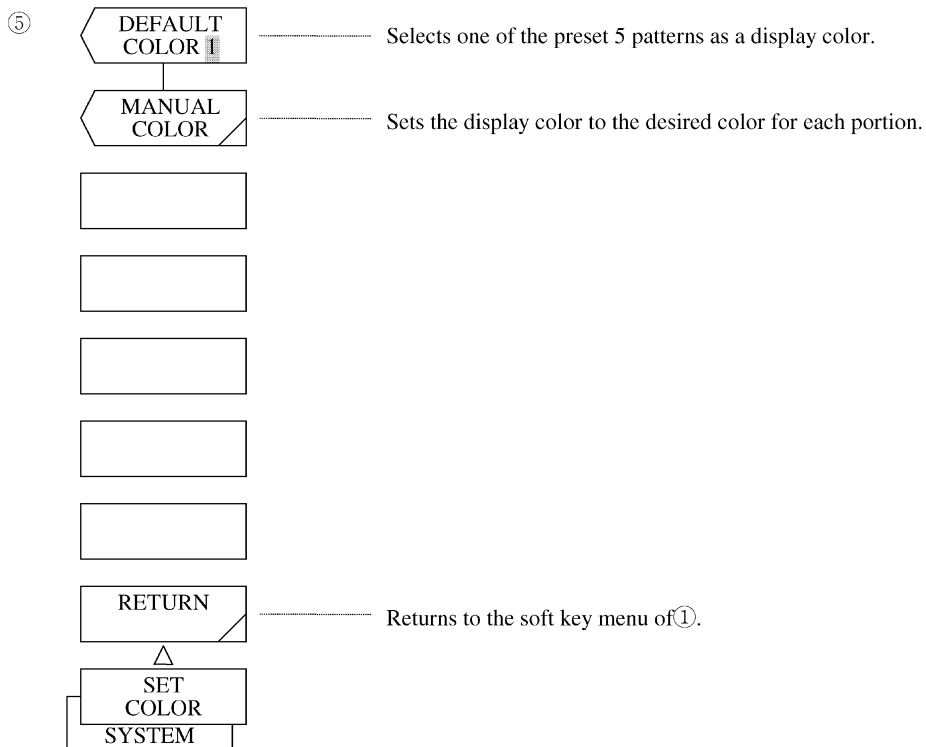 ⑤
DEFAULT
COLOR 1
Selects one of the preset 5 patterns as a display color.
MANUAL
COLOR
Sets the display color to the desired color for each portion.
RETURN
Returns to the soft key menu of①.
SET
COLOR
SYSTEM